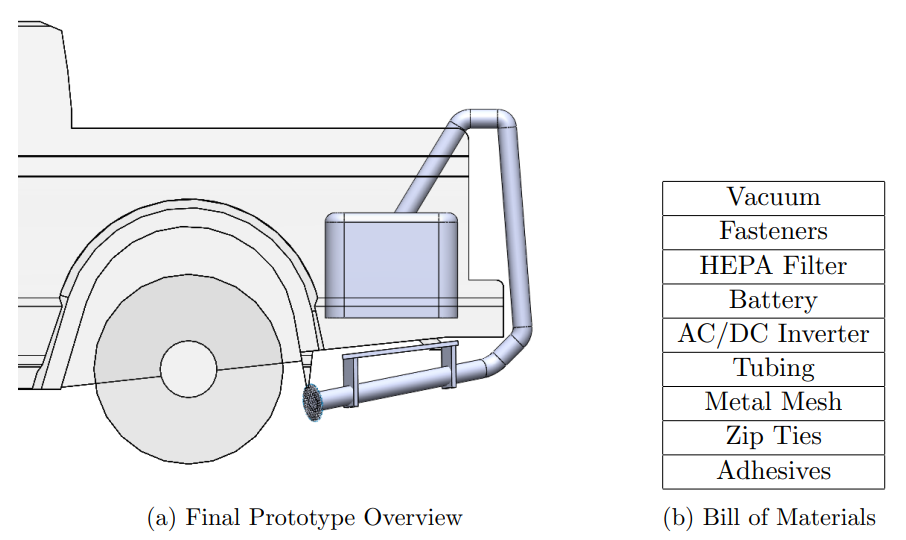 Vacuum
Fasteners
HEPA Filter
Battery
AC/DC Inverter
Tubing
Metal Mesh
Zip Ties
Adhesives
(a) Final Prototype Overview
(b) Bill of Materials